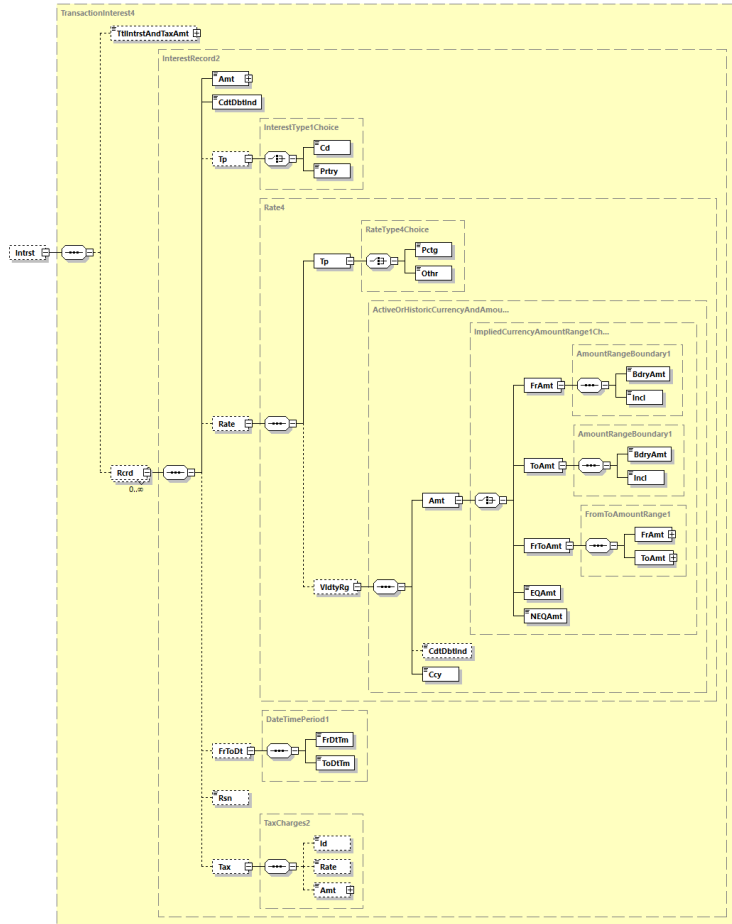 TransactionInterest4
TtlIntrstAndTaxAmt
InterestRecord2
Amt
CdtDbtInd
InterestType1Choice
Cd
Tp
Prtry
Rate4
RateType4Choice
Pctg
Intrst
Tp
Othr
ActiveOrHistoricCurrencyAndAmou...
ImpliedCurrencyAmountRange1Ch...
AmountRangeBoundary1
BdryAmt
FrAmt
Incl
Rate
AmountRangeBoundary1
BdryAmt
ToAmt
Incl
Rcrd
0..∞
Amt
FromToAmountRange1
FrAmt
FrToAmt
ToAmt
VldtyRg
EQAmt
NEQAmt
CdtDbtInd
Ccy
DateTimePeriod1
FrDtTm
FrToDt
ToDtTm
Rsn
TaxCharges2
Id
Tax
Rate
Amt